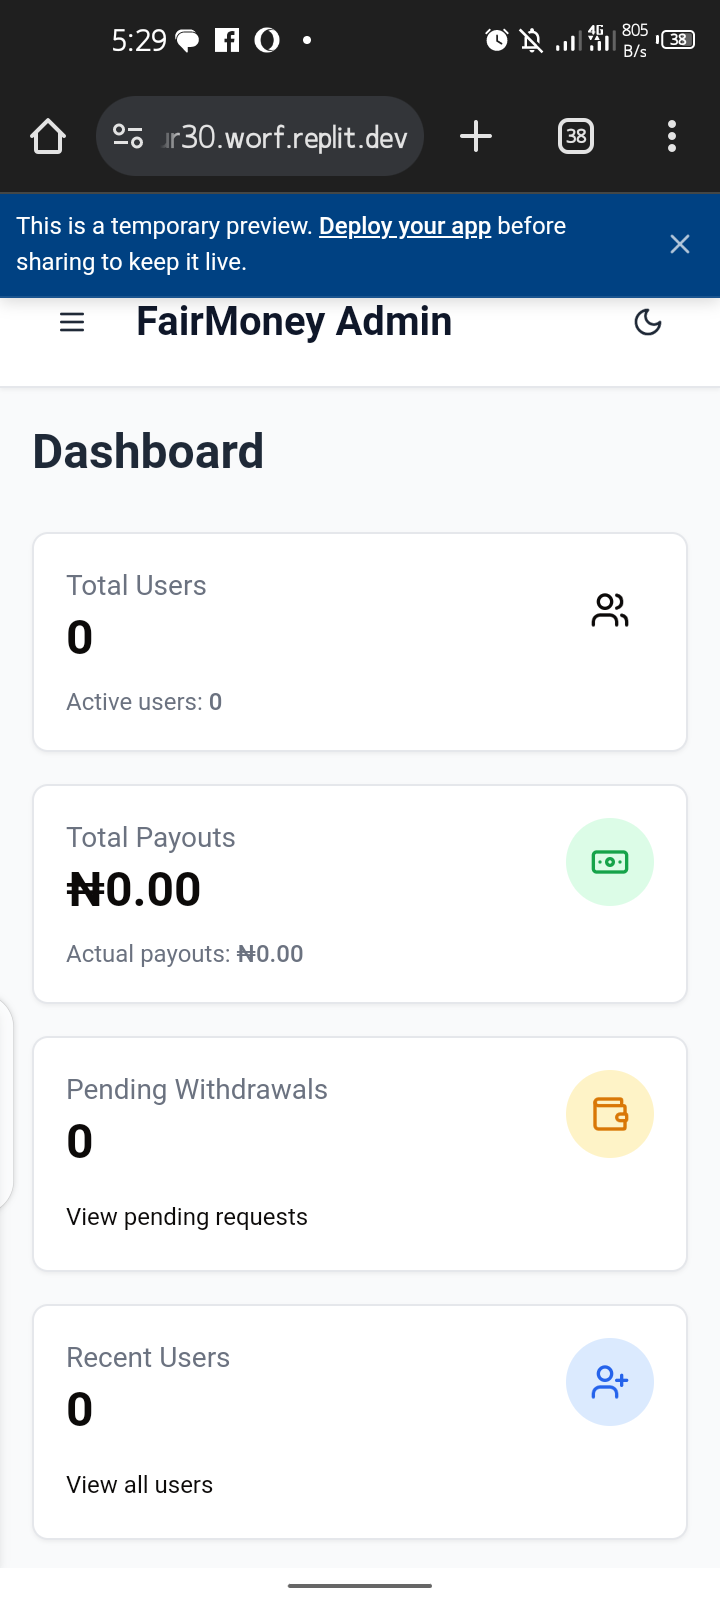 5:29
4G
805
B/s
38
r30.worf.replit.dev
38
This is a temporary preview. Deploy your app before
sharing to keep it live.
FairMoney Admin
Dashboard
Total Users
0
Active users: 0
Total Payouts
₦0.00
Actual payouts: ₦0.00
Pending Withdrawals
0
View pending requests
Recent Users
0
View all users